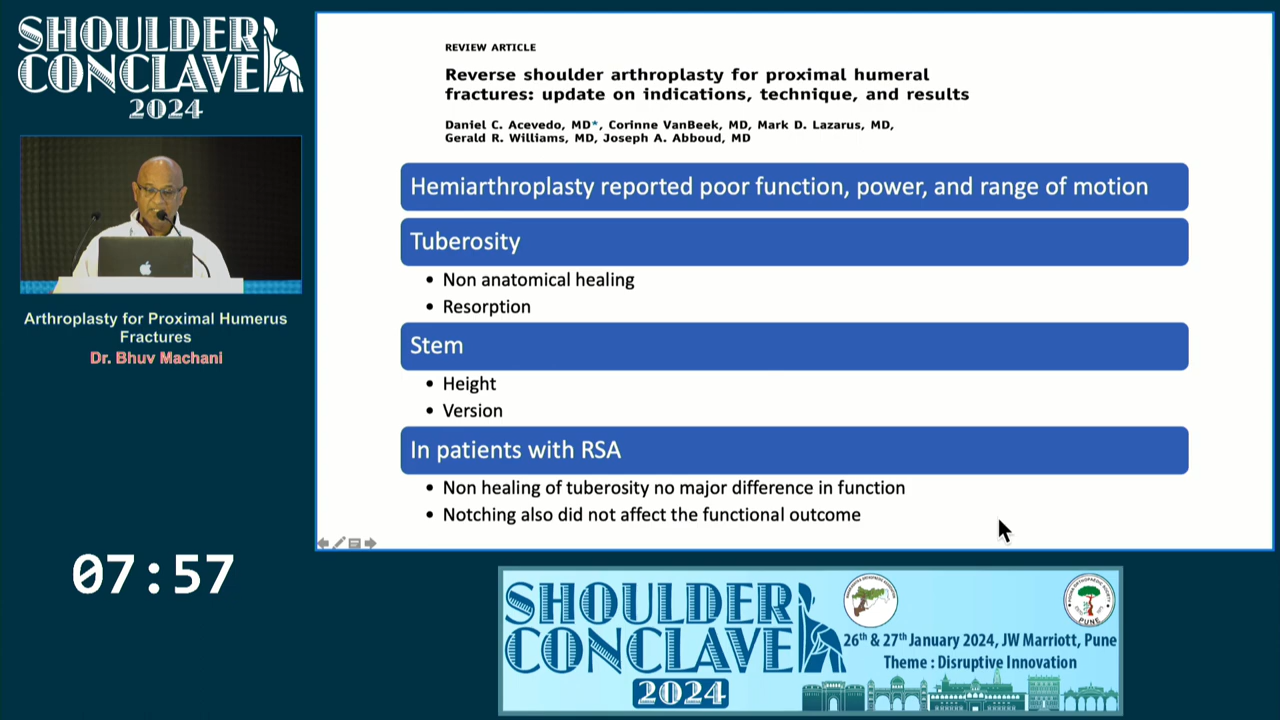 SHOULDER
CONCLAVE
2024
Arthroplasty for Proximal Humerus
Fractures
Dr. Bhuv Machani
07:57
REVIEW ARTICLE
Reverse shoulder arthroplasty for proximal humeral
fractures: update on indications, technique, and results
Daniel C. Acevedo, MD*, Corinne VanBeek, MD, Mark D. Lazarus, MD,
Gerald R. Williams, MD, Joseph A. Abboud, MD
Hemiarthroplasty reported poor function, power, and range of motion
Tuberosity
• Non anatomical healing
• Resorption
Stem
• Height
• Version
In patients with RSA
• Non healing of tuberosity no major difference in function
• Notching also did not affect the functional outcome
SHOULDER
CONCLAVE
2024
PUNE
26th & 27th January 2024, JW Marriott, Pune
Theme : Disruptive Innovation